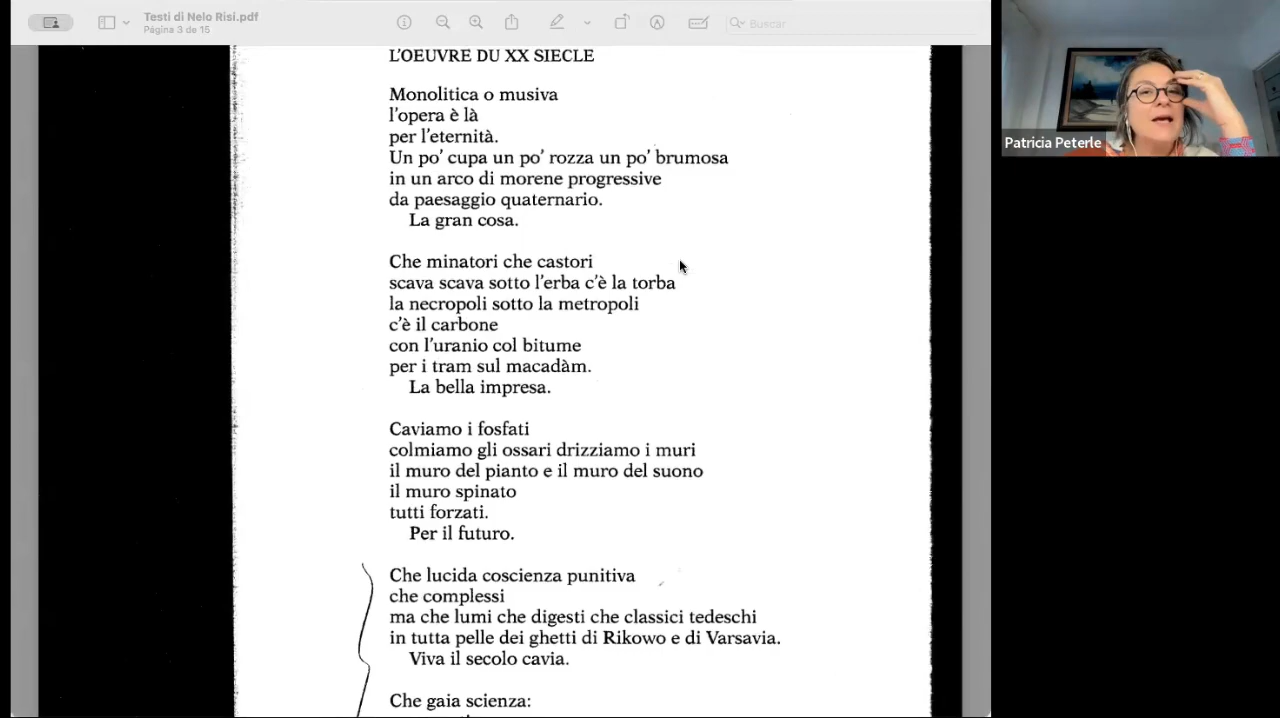 Testi di Nelo Risi.pdf
Página 3 de 15
Buscar
L'OEUVRE DU XX SIECLE
Monolitica o musiva
l'opera è là
per l'eternità.
Un po' cupa un po' rozza un po' brumosa
in un arco di morene progressive
da paesaggio quaternario.
La gran cosa.
Che minatori che castori
scava scava sotto l'erba c'è la torba
la necropoli sotto la metropoli
c'è il carbone
con l'uranio col bitume
per i tram sul macadàm.
La bella impresa.
Caviamo i fosfati
colmiamo gli ossari drizziamo i muri
il muro del pianto e il muro del suono
il muro spinato
tutti forzati.
Per il futuro.
Che lucida coscienza punitiva
che complessi
ma che lumi che digesti che classici tedeschi
in tutta pelle dei ghetti di Rikowo e di Varsavia.
Viva il secolo cavia.
Che gaia scienza:
Patricia Peterle